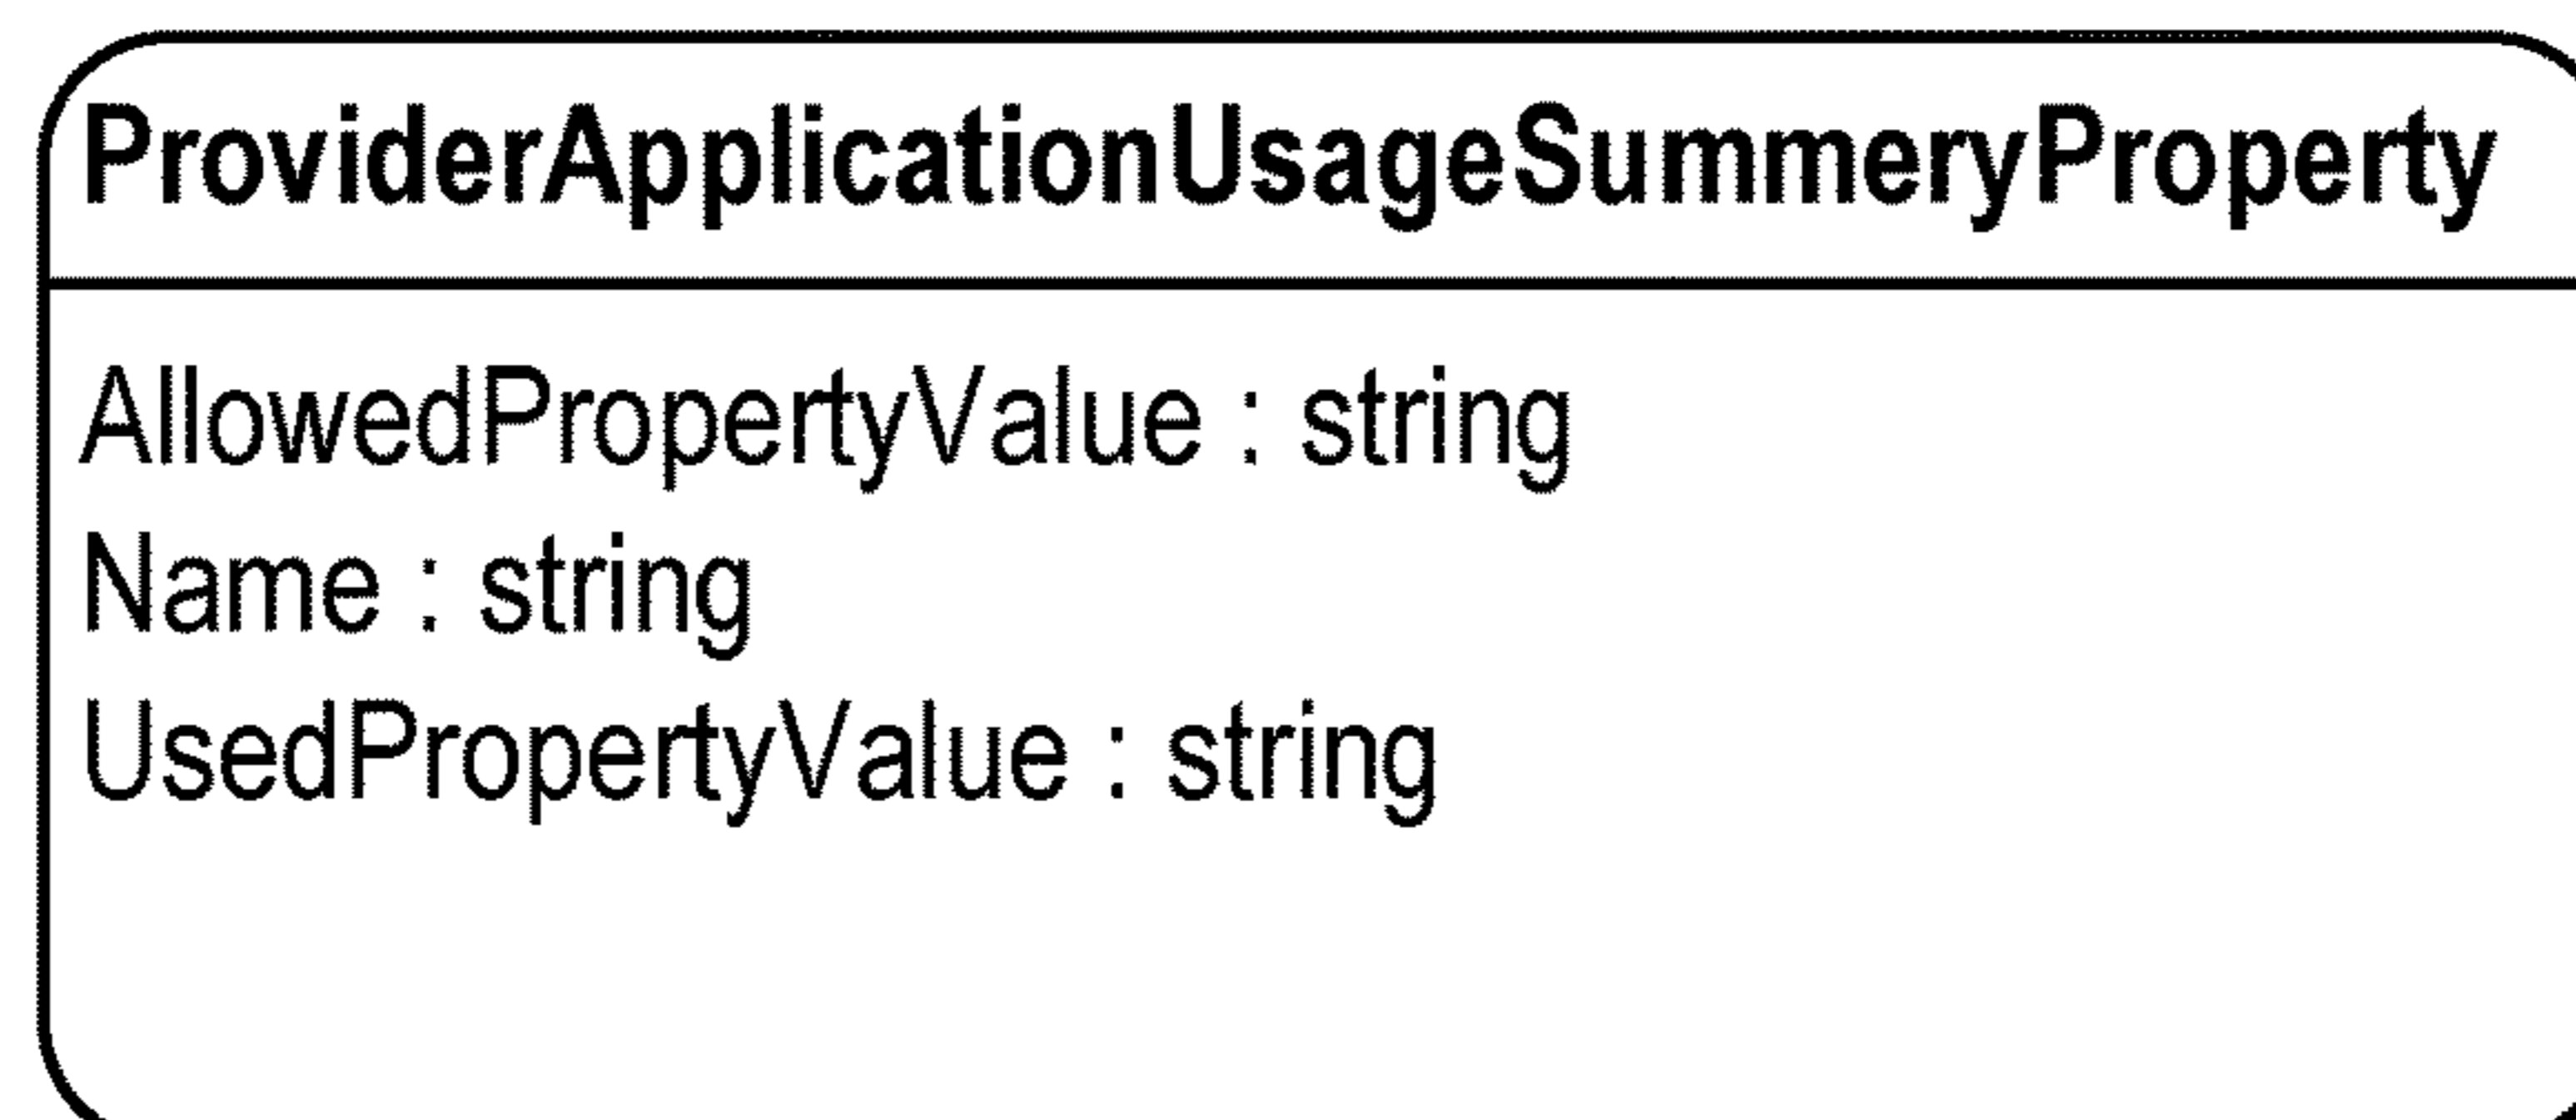 ProviderApplicationUsageSummeryProperty
AllowedPropertyValue : string
Name : string
UsedPropertyValue : string